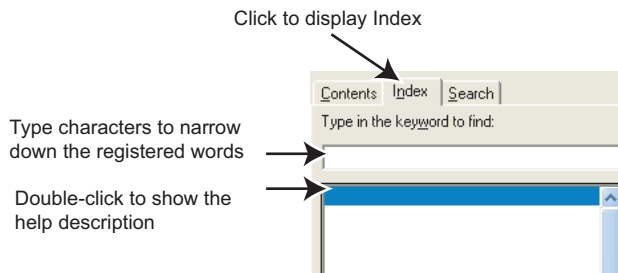 Click to display Index
Contents Index Search
Type in the keyword to find:
Type characters to narrow
down the registered words
Double-click to show the
help description